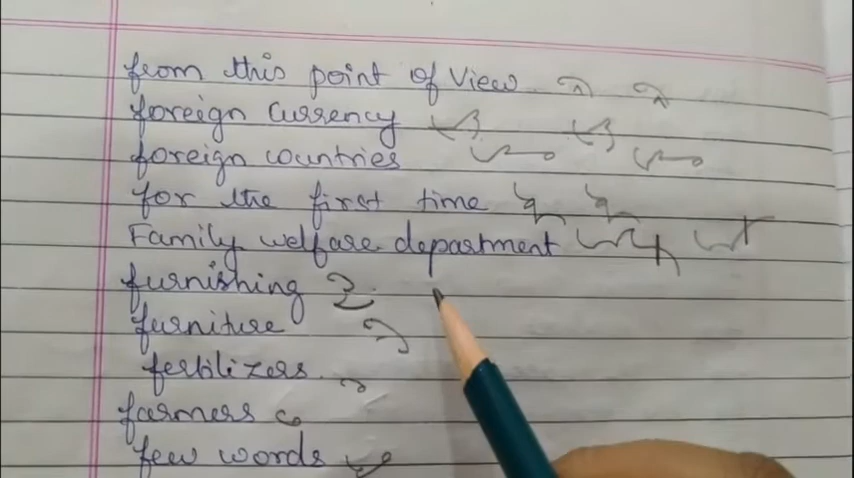 from this point of view
foreign currency
foreign countries
for the first time
Family welfare department
furnishing
furniture
fertilizers
farmers
few words